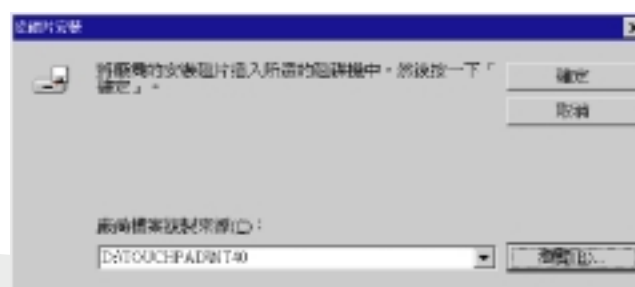 從磁片安裝
將廠商的安裝磁片插入所選的磁碟機中，然後按一下「
確定」。
確定
取消
廠商檔案複製來源(C)：
D:\TOUCHPAD\NT40
瀏覽(B)...